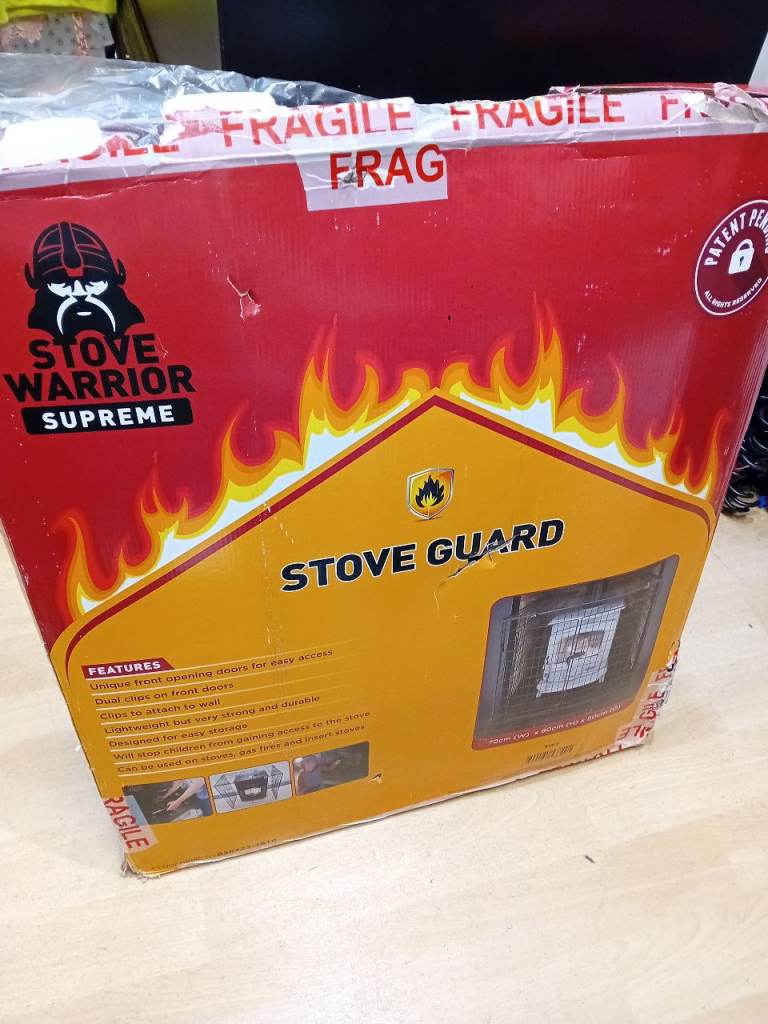 FRAGILE FRAGILE
FRAG
PATENT
ALL RIGHTS RESERVED
STOVE
WARRIOR
SUPREME
STOVE GUARD
FEATURES
Unique front opening doors for easy access
Dual clips on front doors
Clips to attach to wall
Lightweight but very strong and durable
Designed for easy storage
Will stop children from gaining access to the stove
Can be used on stoves, gas fires and insert stoves
70cm (W) x 80cm (H) x 50cm (D)